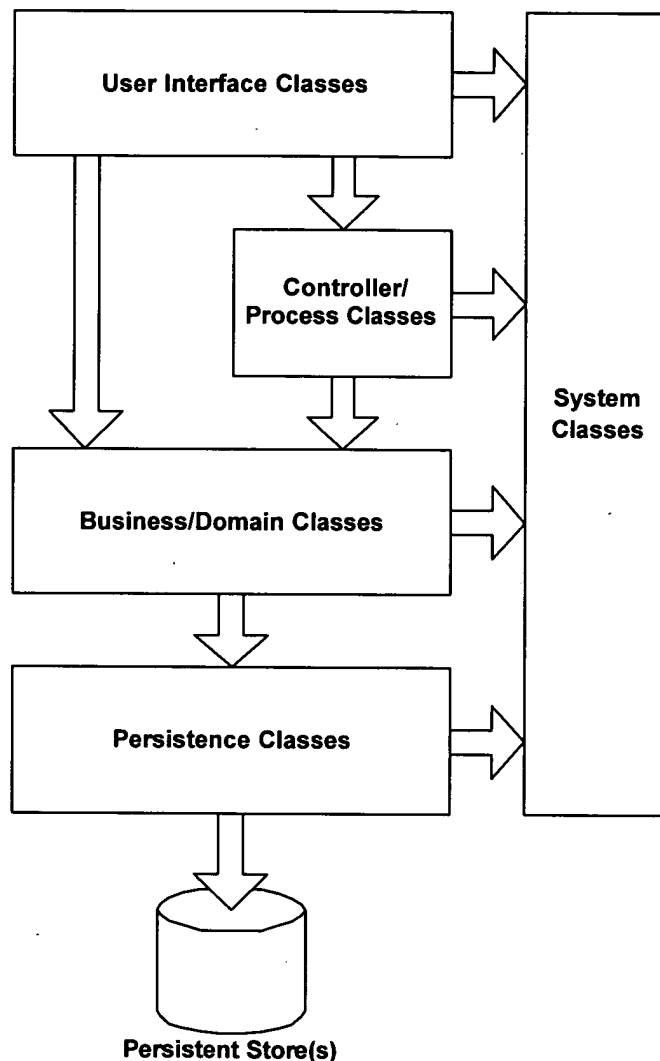 User Interface Classes
Controller/
Process Classes
System
Classes
Business/Domain Classes
Persistence Classes
Persistent Store(s)